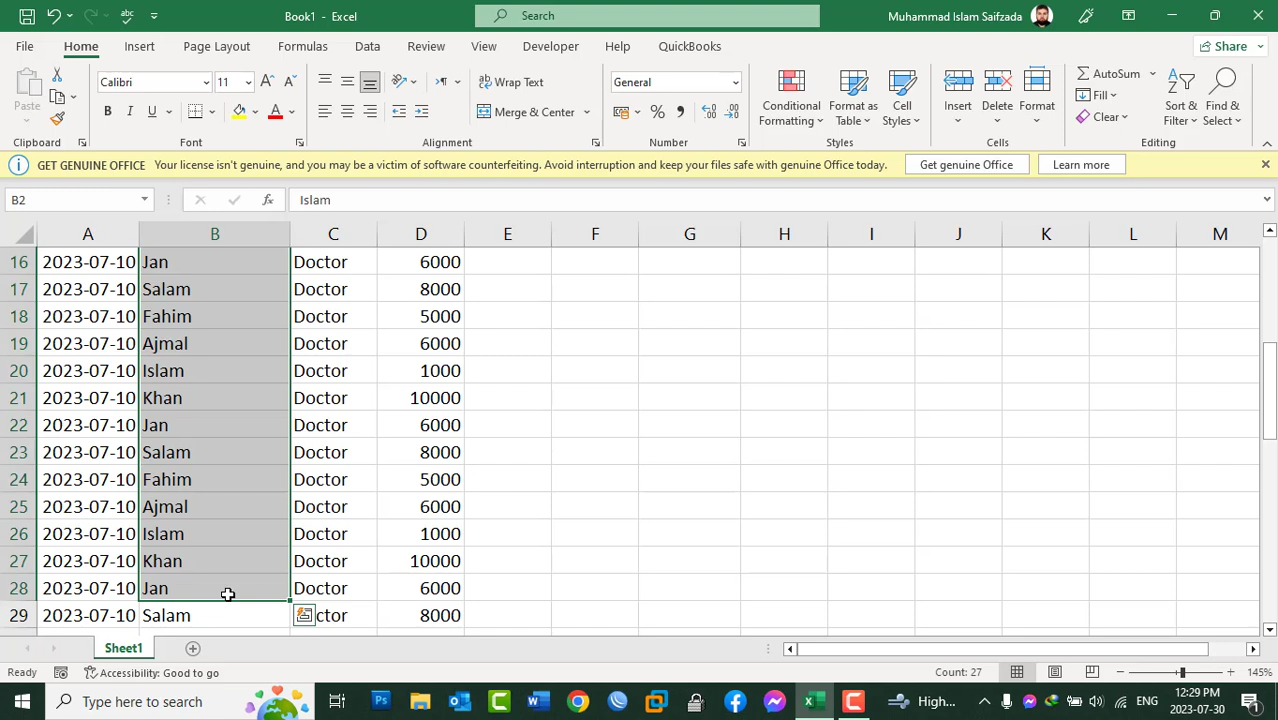 Book1 - Excel
Search
Muhammad Islam Saifzada
File Home Insert Page Layout Formulas Data Review View Developer Help QuickBooks Share
Paste
Calibri 11
B I U
Wrap Text
Merge & Center
General
Conditional Formatting
Format as Table
Cell Styles
Insert
Delete
Format
AutoSum
Fill
Clear
Sort & Filter
Find & Select
Clipboard Font Alignment Number Styles Cells Editing
GET GENUINE OFFICE Your license isn't genuine, and you may be a victim of software counterfeiting. Avoid interruption and keep your files safe with genuine Office today. Get genuine Office Learn more
B2 fx Islam
A B C D E F G H I J K L M
16 2023-07-10 Jan Doctor 6000
17 2023-07-10 Salam Doctor 8000
18 2023-07-10 Fahim Doctor 5000
19 2023-07-10 Ajmal Doctor 6000
20 2023-07-10 Islam Doctor 1000
21 2023-07-10 Khan Doctor 10000
22 2023-07-10 Jan Doctor 6000
23 2023-07-10 Salam Doctor 8000
24 2023-07-10 Fahim Doctor 5000
25 2023-07-10 Ajmal Doctor 6000
26 2023-07-10 Islam Doctor 1000
27 2023-07-10 Khan Doctor 10000
28 2023-07-10 Jan Doctor 6000
29 2023-07-10 Salam ctor 8000
Sheet1
Ready Accessibility: Good to go Count: 27 145%
Type here to search
High...
ENG
12:29 PM
2023-07-30